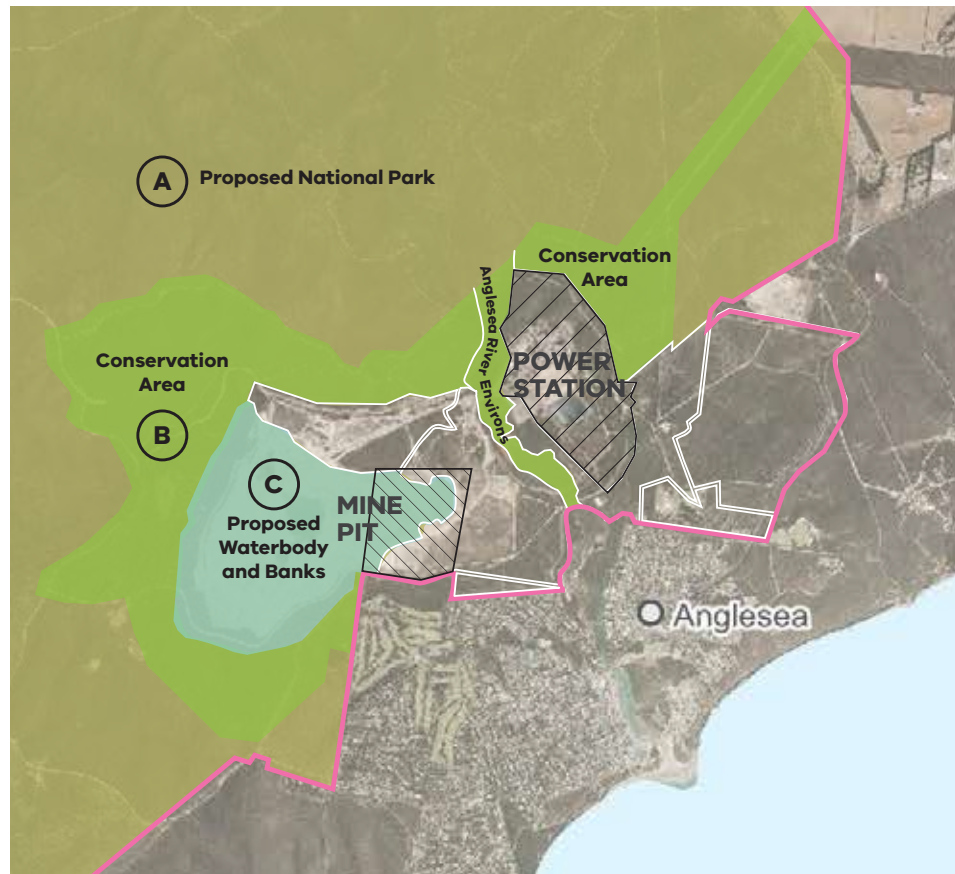 A
Proposed National Park
Conservation
Area
Anglesea River Environs
POWER
STATION
Conservation
Area
B
C
Proposed
Waterbody
and Banks
MINE
PIT
Anglesea